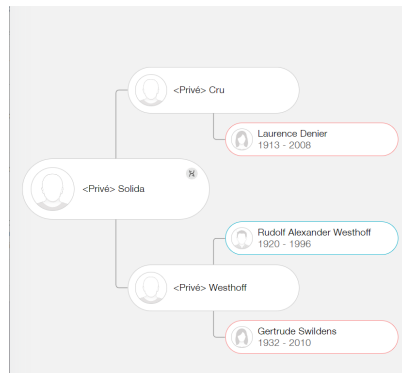 <Privé> Cru
Laurence Denier
1913 - 2008
<Privé> Solida
Rudolf Alexander Westhoff
1920 - 1996
<Privé> Westhoff
Gertrude Swildens
1932 - 2010